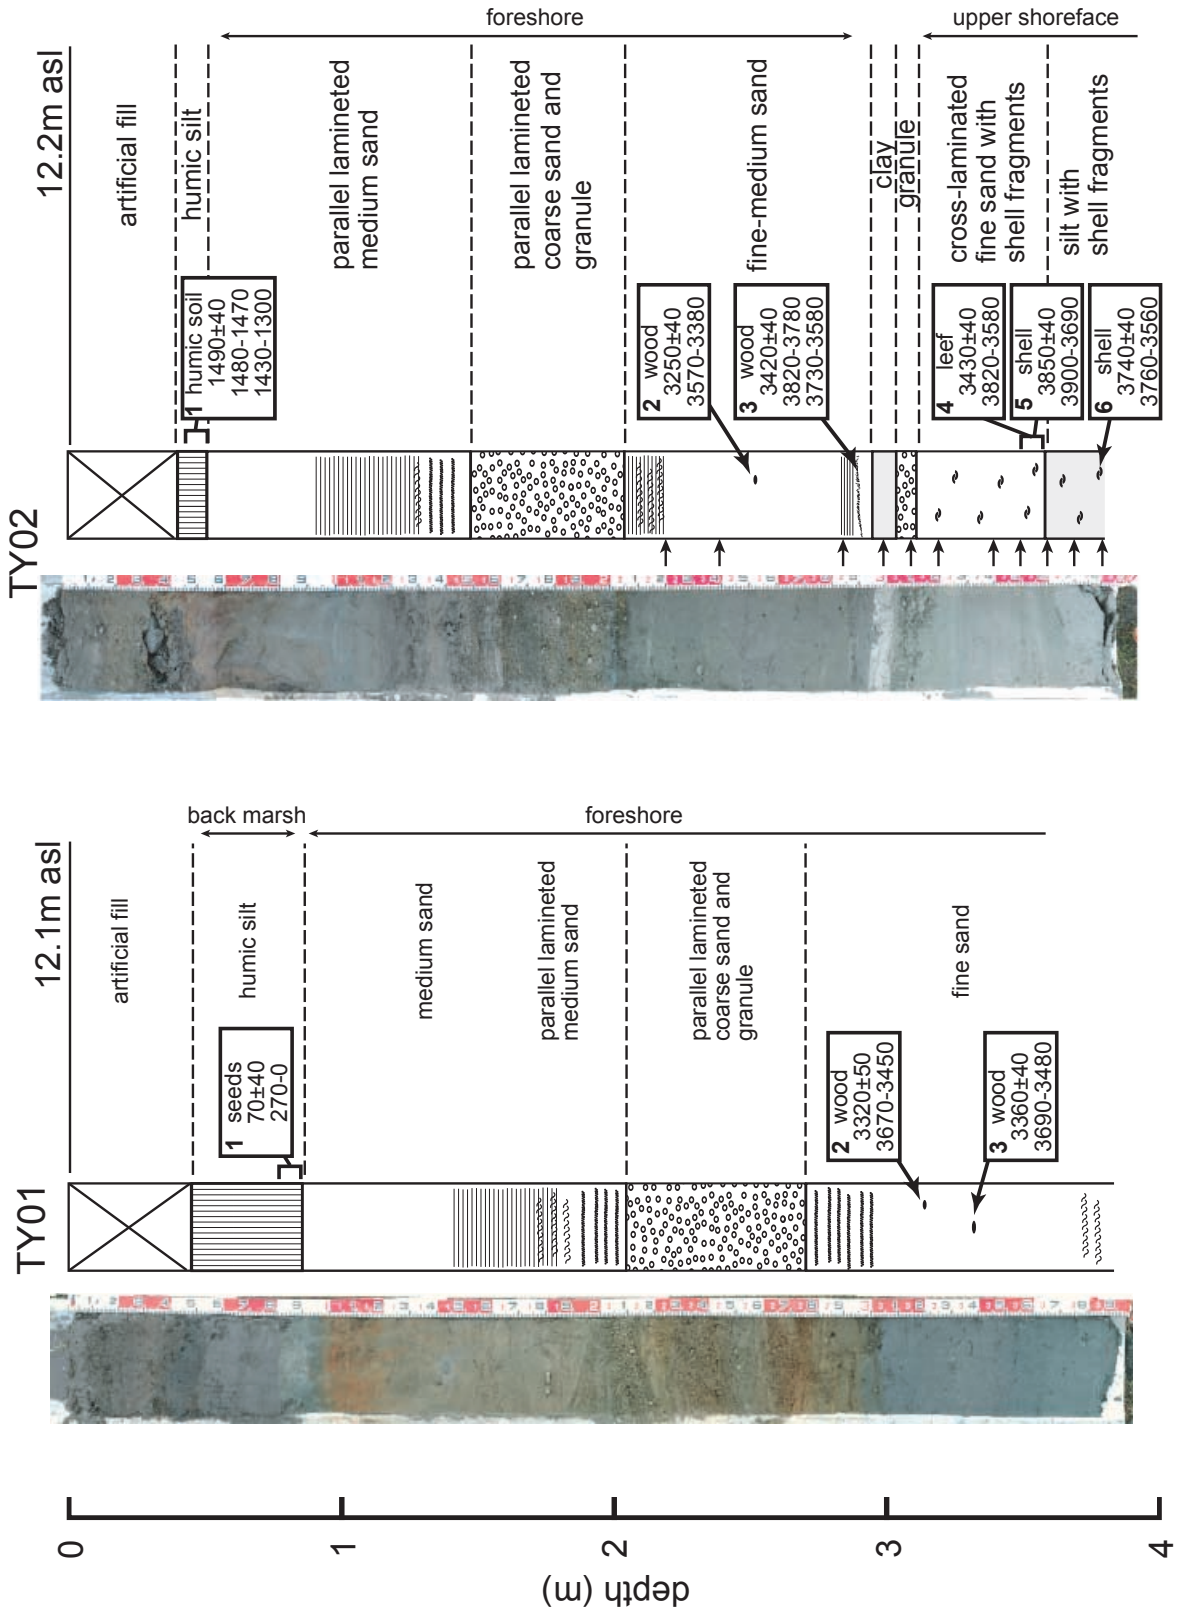 TY02
12.2m asl
artificial fill
humic silt
parallel lamineted
medium sand
parallel lamineted
coarse sand and
granule
fine-medium sand
clay
granule
cross-laminated
fine sand with
shell fragments
silt with
shell fragments
foreshore
upper shoreface
1 humic soil
1490±40
1480-1470
1430-1300
2 wood
3250±40
3570-3380
3 wood
3420±40
3820-3780
3730-3580
4 leef
3430±40
3820-3580
5 shell
3850±40
3900-3690
6 shell
3740±40
3760-3560
TY01
12.1m asl
artificial fill
humic silt
medium sand
parallel lamineted
medium sand
parallel lamineted
coarse sand and
granule
fine sand
back marsh
foreshore
1 seeds
70±40
270-0
2 wood
3320±50
3670-3450
3 wood
3360±40
3690-3480
0
1
2
3
4
depth (m)